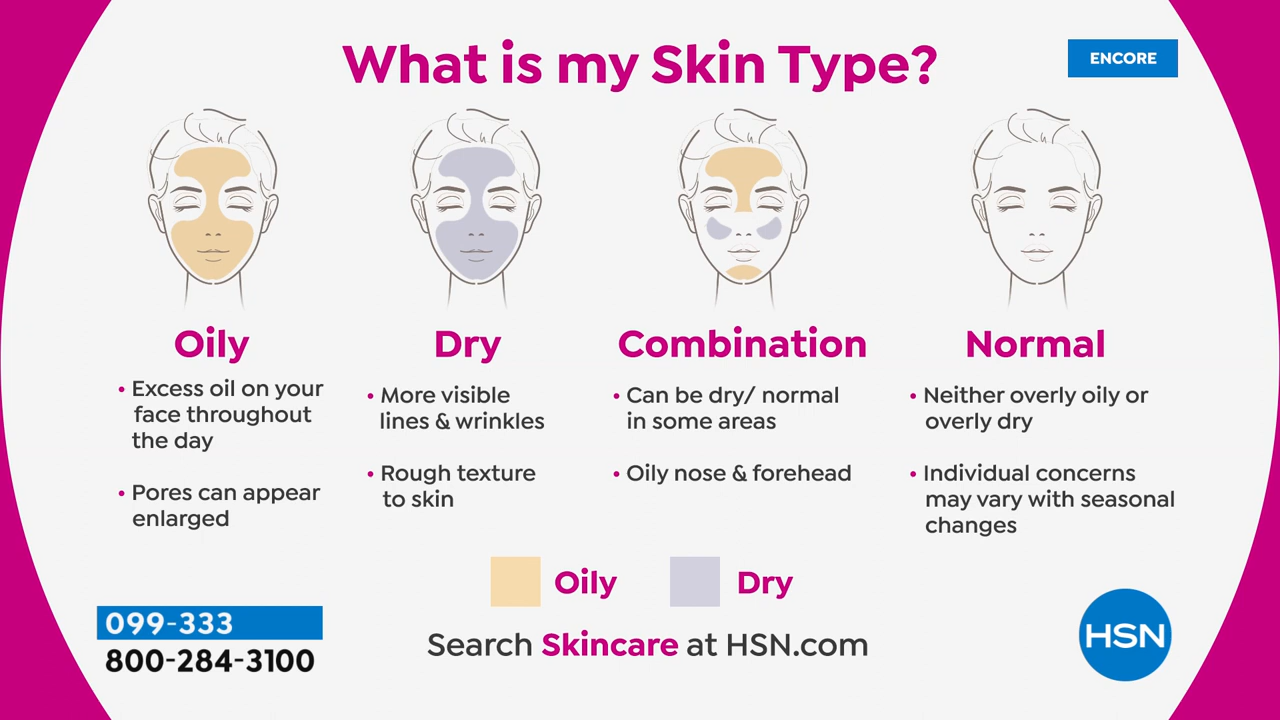 What is my Skin Type?
ENCORE
Oily
• Excess oil on your
face throughout
the day
• Pores can appear
enlarged
Dry
• More visible
lines & wrinkles
• Rough texture
to skin
Combination
• Can be dry/ normal
in some areas
• Oily nose & forehead
Normal
• Neither overly oily or
overly dry
• Individual concerns
may vary with seasonal
changes
Oily
Dry
099-333
800-284-3100
Search Skincare at HSN.com
HSN